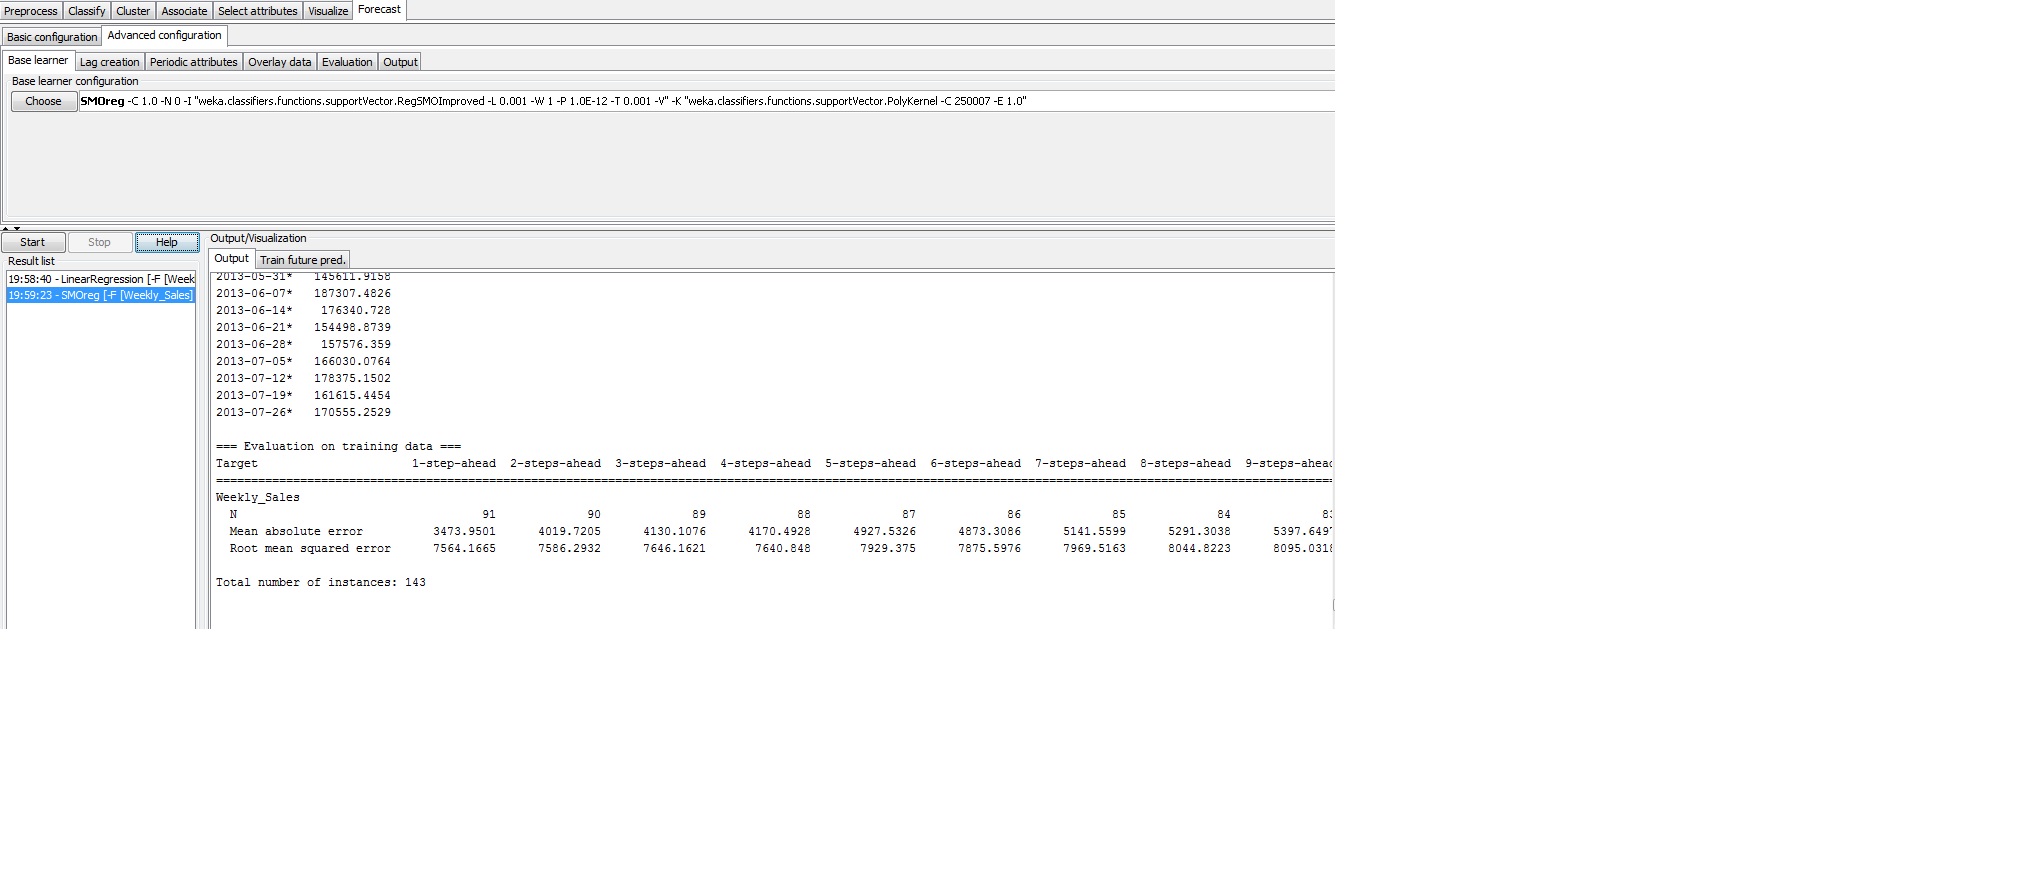 Preprocess Classify Cluster Associate Select attributes Visualize Forecast
Basic configuration Advanced configuration
Base learner Lag creation Periodic attributes Overlay data Evaluation Output
Base learner configuration
Choose SMOreg -C 1.0 -N 0 -I "weka.classifiers.functions.supportVector.RegSMOImproved -L 0.001 -W 1 -P 1.0E-12 -T 0.001 -V" -K "weka.classifiers.functions.supportVector.PolyKernel -C 250007 -E 1.0"
Start Stop Help
Result list
19:58:40 - LinearRegression [-F [Week
19:59:23 - SMOreg [-F [Weekly_Sales]
Output/Visualization
Output Train future pred.
2013-05-31* 145611.9158
2013-06-07* 187307.4826
2013-06-14* 176340.728
2013-06-21* 154498.8739
2013-06-28* 157576.359
2013-07-05* 166030.0764
2013-07-12* 178375.1502
2013-07-19* 161615.4454
2013-07-26* 170555.2529
=== Evaluation on training data ===
Target 1-step-ahead 2-steps-ahead 3-steps-ahead 4-steps-ahead 5-steps-ahead 6-steps-ahead 7-steps-ahead 8-steps-ahead 9-steps-ahead
====================================================================================================
Weekly_Sales
N 91 90 89 88 87 86 85 84 83
Mean absolute error 3473.9501 4019.7205 4130.1076 4170.4928 4927.5326 4873.3086 5141.5599 5291.3038 5397.6497
Root mean squared error 7564.1665 7586.2932 7646.1621 7640.848 7929.375 7875.5976 7969.5163 8044.8223 8095.0318
Total number of instances: 143